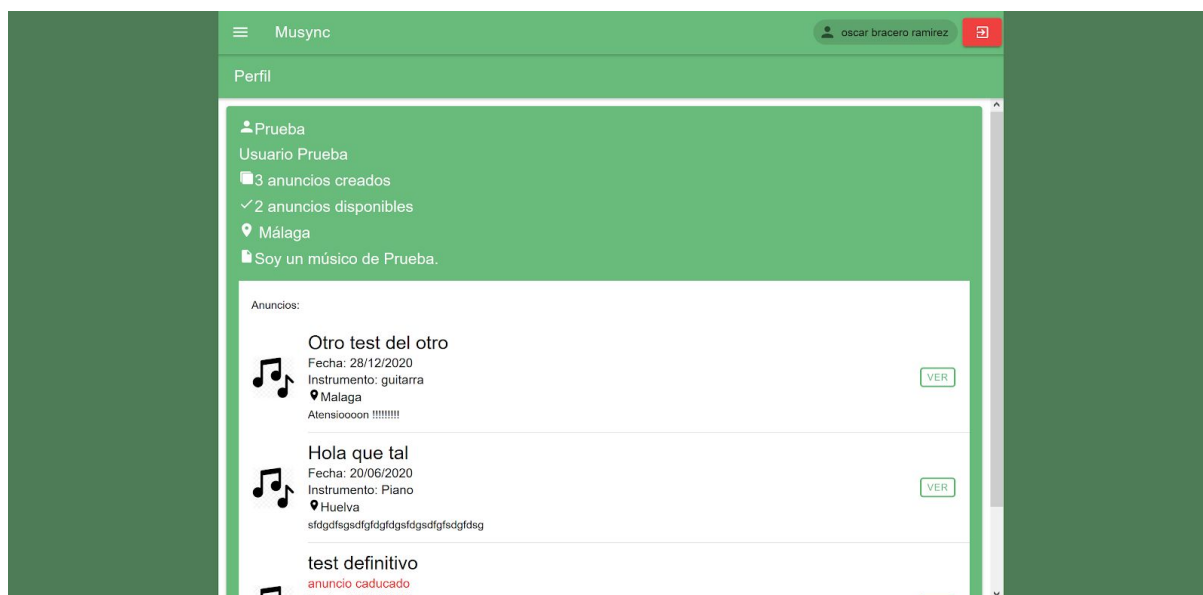 Musync
oscar bracero ramirez
Perfil
Prueba
Usuario Prueba
3 anuncios creados
2 anuncios disponibles
Málaga
Soy un músico de Prueba.
Anuncios:
Otro test del otro
Fecha: 28/12/2020
Instrumento: guitarra
Malaga
Atensioooon !!!!!!!!!
VER
Hola que tal
Fecha: 20/06/2020
Instrumento: Piano
Huelva
sfdgdfsgsdfgfdgfdgsfdgsdfgfsdgfdsg
VER
test definitivo
anuncio caducado